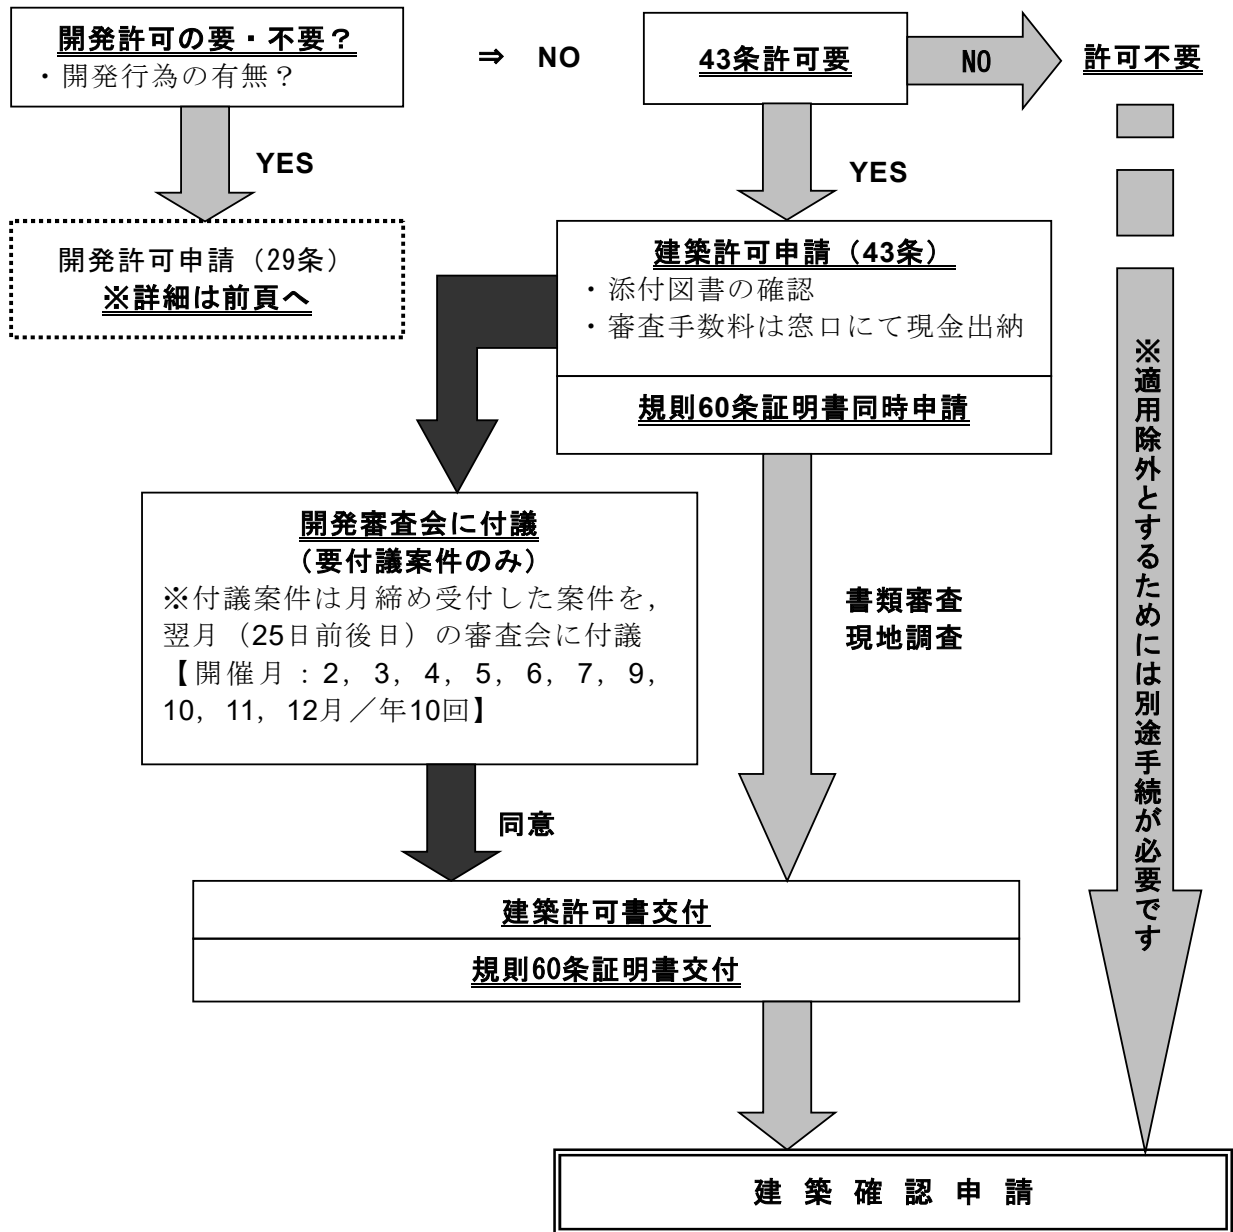 開発許可の要・不要？
・開発行為の有無？
⇒ NO
43条許可要
NO
許可不要
YES
YES
開発許可申請（29条）
※詳細は前頁へ
建築許可申請（43条）
・添付図書の確認
・審査手数料は窓口にて現金出納
規則60条証明書同時申請
開発審査会に付議
（要付議案件のみ）
※付議案件は月締め受付した案件を，
翌月（25日前後日）の審査会に付議
【開催月：2，3，4，5，6，7，9，
10，11，12月／年10回】
書類審査
現地調査
※適用除外とするためには別途手続が必要です
同意
建築許可書交付
規則60条証明書交付
建築確認申請